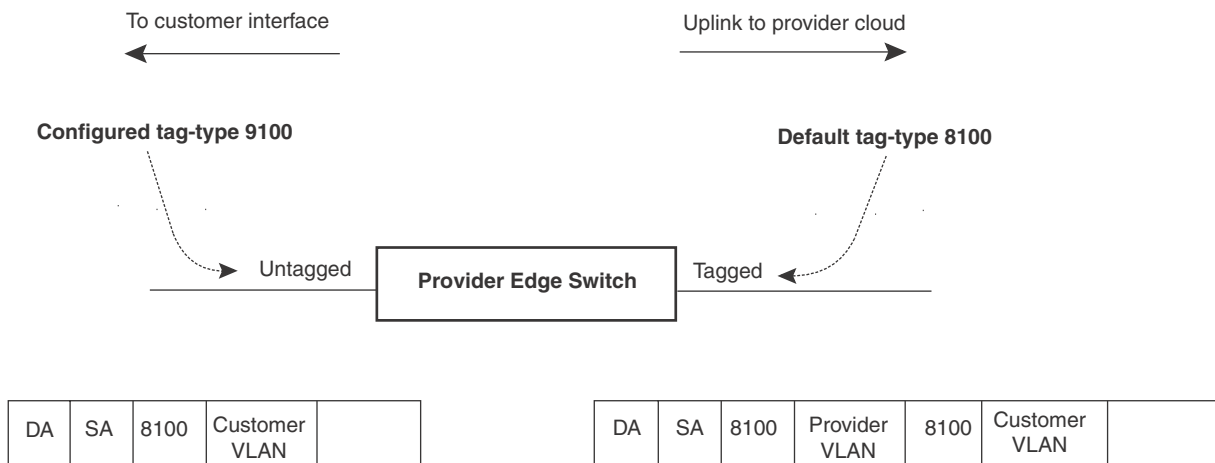 To customer interface
Uplink to provider cloud
Configured tag-type 9100
Default tag-type 8100
Untagged
Provider Edge Switch
Tagged
DA
SA
8100
Customer
VLAN
DA
SA
8100
Provider
VLAN
8100
Customer
VLAN